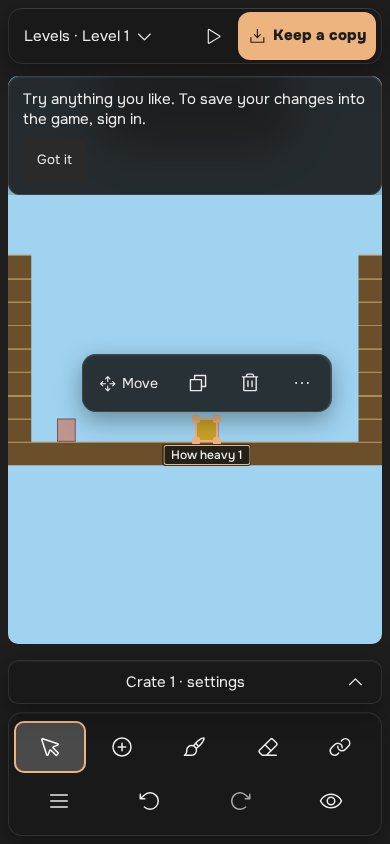 Levels · Level 1
Keep a copy
Try anything you like. To save your changes into
the game, sign in.
Got it
Move
How heavy 1
Crate 1 · settings